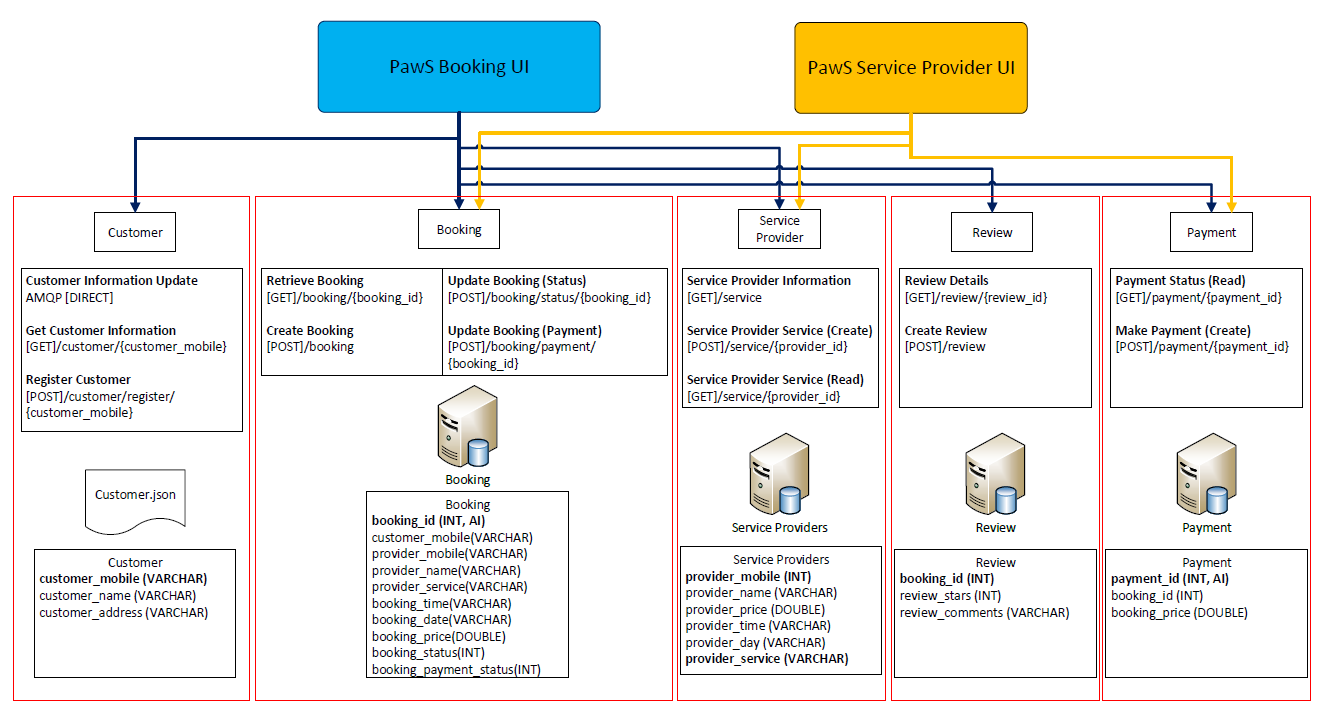 PawS Booking UI
PawS Service Provider UI
Customer
Booking
Service
Provider
Review
Payment
Customer Information Update
AMQP [DIRECT]
Get Customer Information
[GET]/customer/{customer_mobile}
Register Customer
[POST]/customer/register/
{customer_mobile}
Retrieve Booking
[GET]/booking/{booking_id}
Create Booking
[POST]/booking
Update Booking (Status)
[POST]/booking/status/{booking_id}
Update Booking (Payment)
[POST]/booking/payment/
{booking_id}
Service Provider Information
[GET]/service
Service Provider Service (Create)
[POST]/service/{provider_id}
Service Provider Service (Read)
[GET]/service/{provider_id}
Review Details
[GET]/review/{review_id}
Create Review
[POST]/review
Payment Status (Read)
[GET]/payment/{payment_id}
Make Payment (Create)
[POST]/payment/{payment_id}
Customer.json
Booking
Service Providers
Review
Payment
Customer
customer_mobile (VARCHAR)
customer_name (VARCHAR)
customer_address (VARCHAR)
Booking
booking_id (INT, AI)
customer_mobile(VARCHAR)
provider_mobile(VARCHAR)
provider_name(VARCHAR)
provider_service(VARCHAR)
booking_time(VARCHAR)
booking_date(VARCHAR)
booking_price(DOUBLE)
booking_status(INT)
booking_payment_status(INT)
Service Providers
provider_mobile (INT)
provider_name (VARCHAR)
provider_price (DOUBLE)
provider_time (VARCHAR)
provider_day (VARCHAR)
provider_service (VARCHAR)
Review
booking_id (INT)
review_stars (INT)
review_comments (VARCHAR)
Payment
payment_id (INT, AI)
booking_id (INT)
booking_price (DOUBLE)